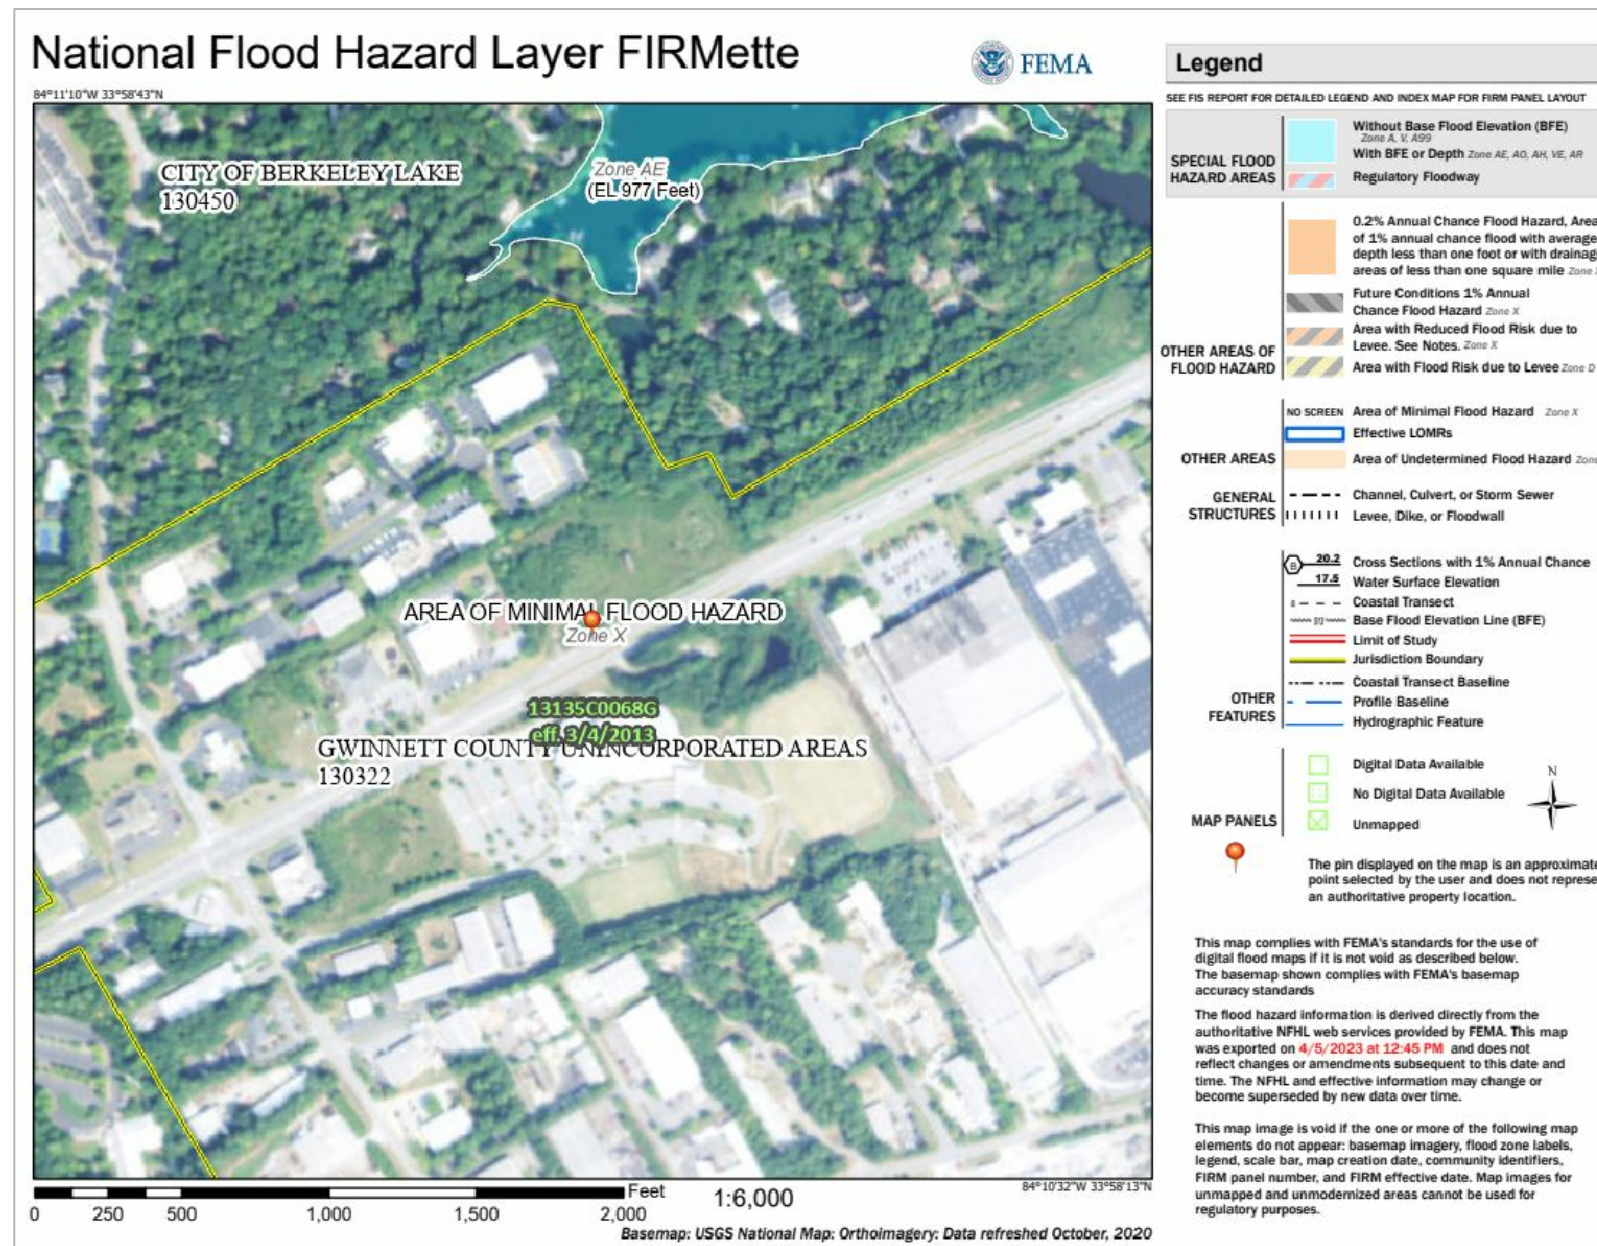 National Flood Hazard Layer FIRMette
FEMA
84°11'10"W 33°58'43"N
CITY OF BERKELEY LAKE
130450
Zone AE
(EL 977 Feet)
AREA OF MINIMAL FLOOD HAZARD
Zone X
13135C0068G
eff. 3/4/2013
GWINNETT COUNTY UNINCORPORATED AREAS
130322
84°10'32"W 33°58'13"N
Feet
1:6,000
0 250 500 1,000 1,500 2,000
Basemap: USGS National Map: Orthoimagery: Data refreshed October, 2020
Legend
SEE FIS REPORT FOR DETAILED LEGEND AND INDEX MAP FOR FIRM PANEL LAYOUT
SPECIAL FLOOD
HAZARD AREAS
Without Base Flood Elevation (BFE)
Zone A, V, A99
With BFE or Depth Zone AE, AO, AH, VE, AR
Regulatory Floodway
OTHER AREAS OF
FLOOD HAZARD
0.2% Annual Chance Flood Hazard, Area
of 1% annual chance flood with average
depth less than one foot or with drainag
areas of less than one square mile Zone
Future Conditions 1% Annual
Chance Flood Hazard Zone X
Area with Reduced Flood Risk due to
Levee. See Notes. Zone X
Area with Flood Risk due to Levee Zone D
OTHER AREAS
NO SCREEN Area of Minimal Flood Hazard Zone X
Effective LOMRs
Area of Undetermined Flood Hazard Zone
GENERAL
STRUCTURES
Channel, Culvert, or Storm Sewer
Levee, Dike, or Floodwall
OTHER
FEATURES
B 20.2 Cross Sections with 1% Annual Chance
17.5 Water Surface Elevation
Coastal Transect
Base Flood Elevation Line (BFE)
Limit of Study
Jurisdiction Boundary
Coastal Transect Baseline
Profile Baseline
Hydrographic Feature
MAP PANELS
Digital Data Available
No Digital Data Available
Unmapped
N
The pin displayed on the map is an approximate
point selected by the user and does not represe
an authoritative property location.
This map complies with FEMA's standards for the use of
digital flood maps if it is not void as described below.
The basemap shown complies with FEMA's basemap
accuracy standards
The flood hazard information is derived directly from the
authoritative NFHL web services provided by FEMA. This map
was exported on 4/5/2023 at 12:45 PM and does not
reflect changes or amendments subsequent to this date and
time. The NFHL and effective information may change or
become superseded by new data over time.
This map image is void if the one or more of the following map
elements do not appear: basemap imagery, flood zone labels,
legend, scale bar, map creation date, community identifiers,
FIRM panel number, and FIRM effective date. Map images for
unmapped and unmodernized areas cannot be used for
regulatory purposes.